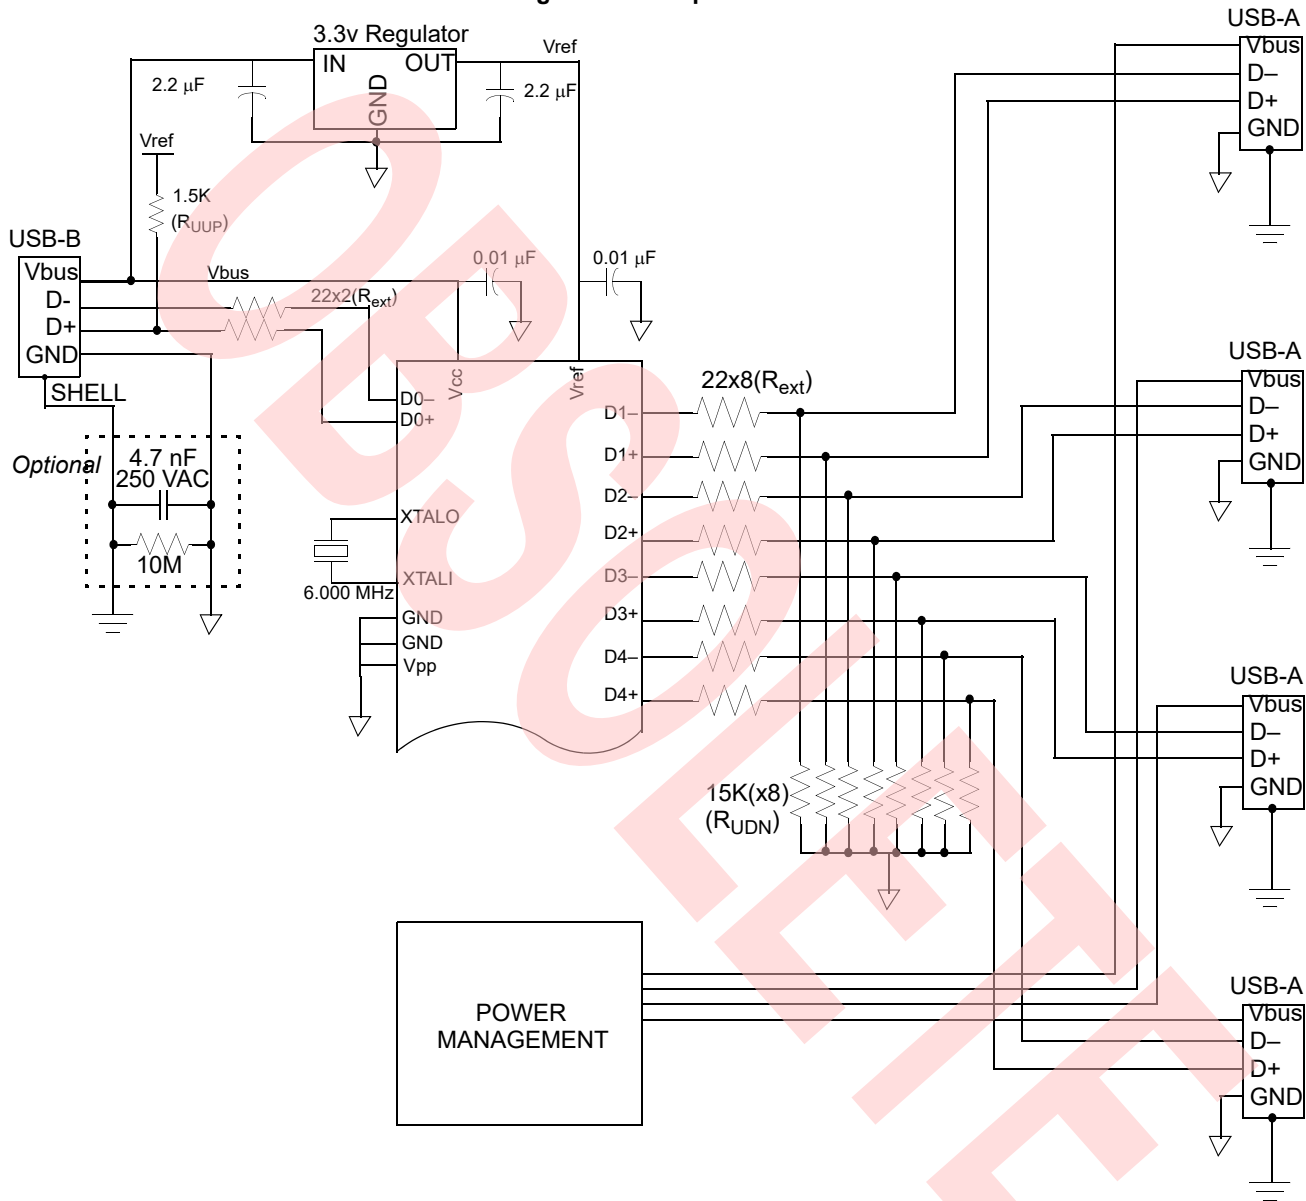 3.3v Regulator
IN
OUT
GND
Vref
2.2 µF
2.2 µF
Vref
1.5K
(RUUP)
USB-B
Vbus
D-
D+
GND
SHELL
Vbus
22x2(Rext)
0.01 µF
0.01 µF
Optional
4.7 nF
250 VAC
10M
Vcc
Vref
D0–
D0+
XTALO
XTALI
6.000 MHz
GND
GND
Vpp
D1–
D1+
D2–
D2+
D3–
D3+
D4–
D4+
22x8(Rext)
15K(x8)
(RUDN)
POWER
MANAGEMENT
USB-A
Vbus
D–
D+
GND
USB-A
Vbus
D–
D+
GND
USB-A
Vbus
D–
D+
GND
USB-A
Vbus
D–
D+
GND
OBSOLETE